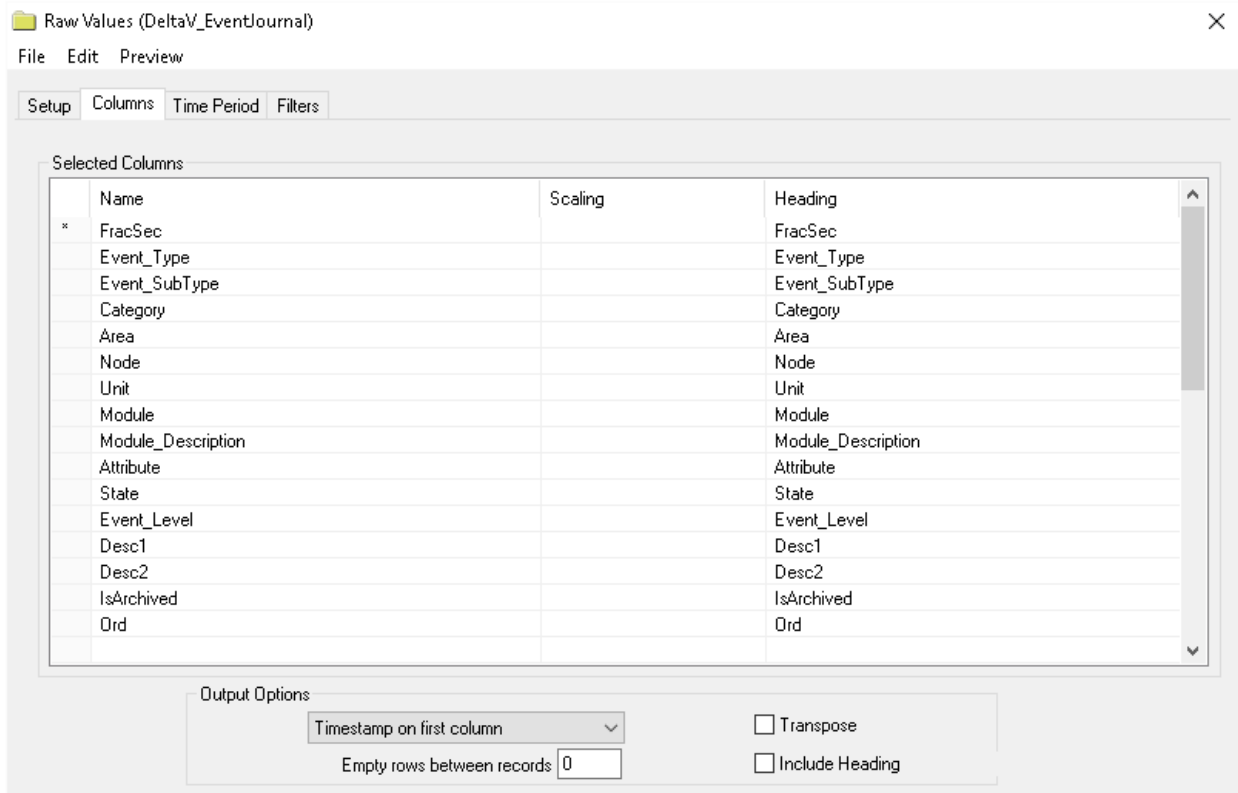 Raw Values (DeltaV_EventJournal)
File Edit Preview
Setup Columns Time Period Filters
Selected Columns
Name Scaling Heading
* FracSec FracSec
Event_Type Event_Type
Event_SubType Event_SubType
Category Category
Area Area
Node Node
Unit Unit
Module Module
Module_Description Module_Description
Attribute Attribute
State State
Event_Level Event_Level
Desc1 Desc1
Desc2 Desc2
IsArchived IsArchived
Ord Ord
Output Options
Timestamp on first column Transpose
Empty rows between records 0 Include Heading